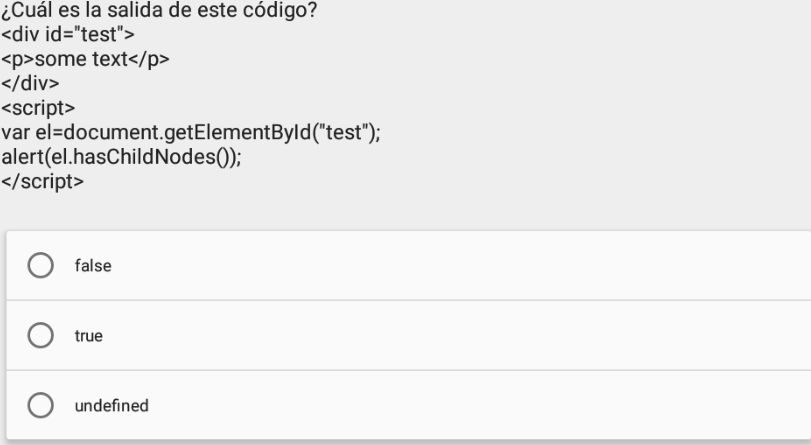 ¿Cuál es la salida de este código?
<div id="test">
<p>some text</p>
</div>
<script>
var el=document.getElementById("test");
alert(el.hasChildNodes());
</script>
false
true
undefined